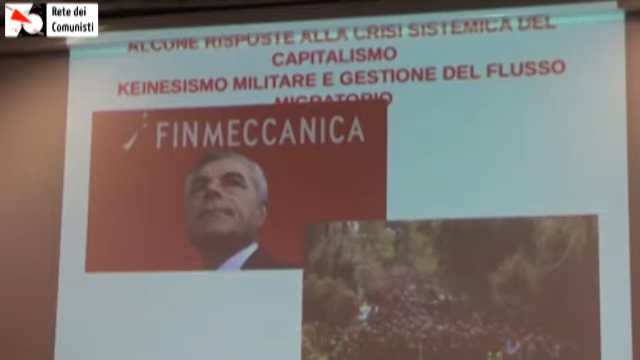 Rete dei
Comunisti
ALCUNE RISPOSTE ALLA CRISI SISTEMICA DEL
CAPITALISMO
KEINESISMO MILITARE E GESTIONE DEL FLUSSO
MIGRATORIO
FINMECCANICA